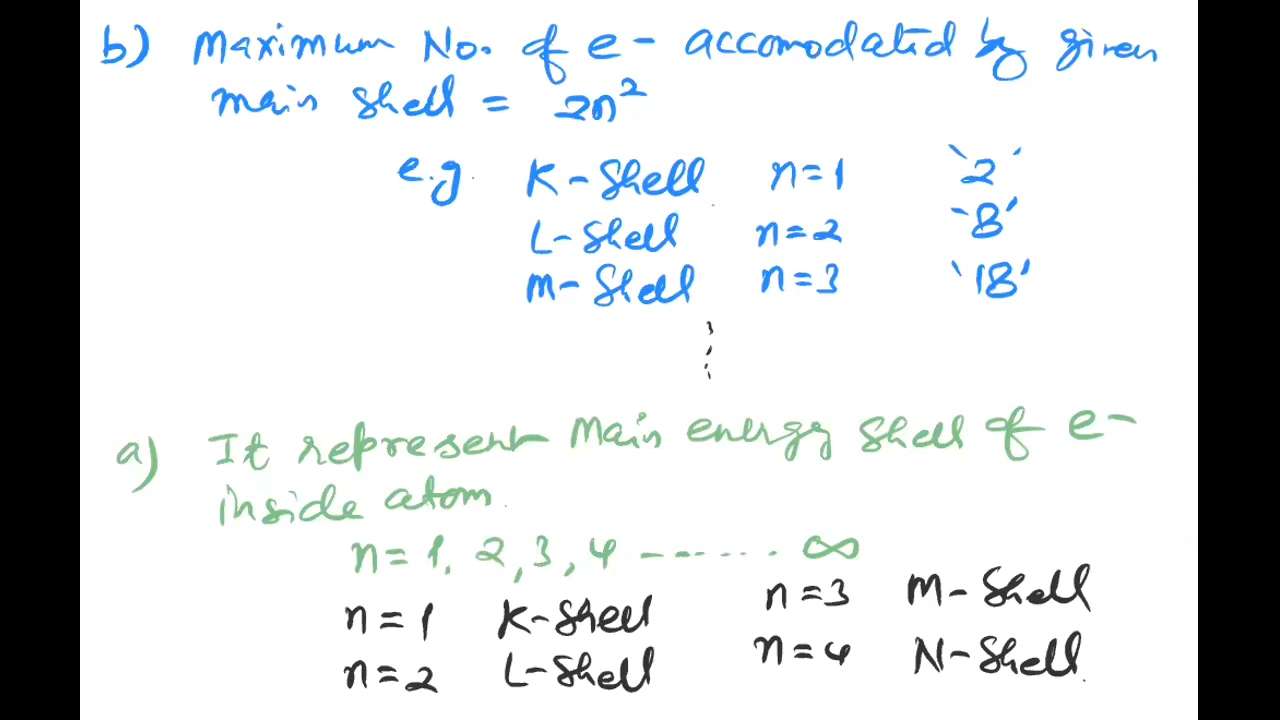 b) Maximum No. of e- accomodated by given
main shell = 2n²
e.g. K-Shell n=1 '2'
L-Shell n=2 '8'
M-Shell n=3 '18'
a) It represent Main energy Shell of e-
inside atom.
n=1, 2, 3, 4 ------- ∞
n=1 K-Shell n=3 M-Shell
n=2 L-Shell n=4 N-Shell